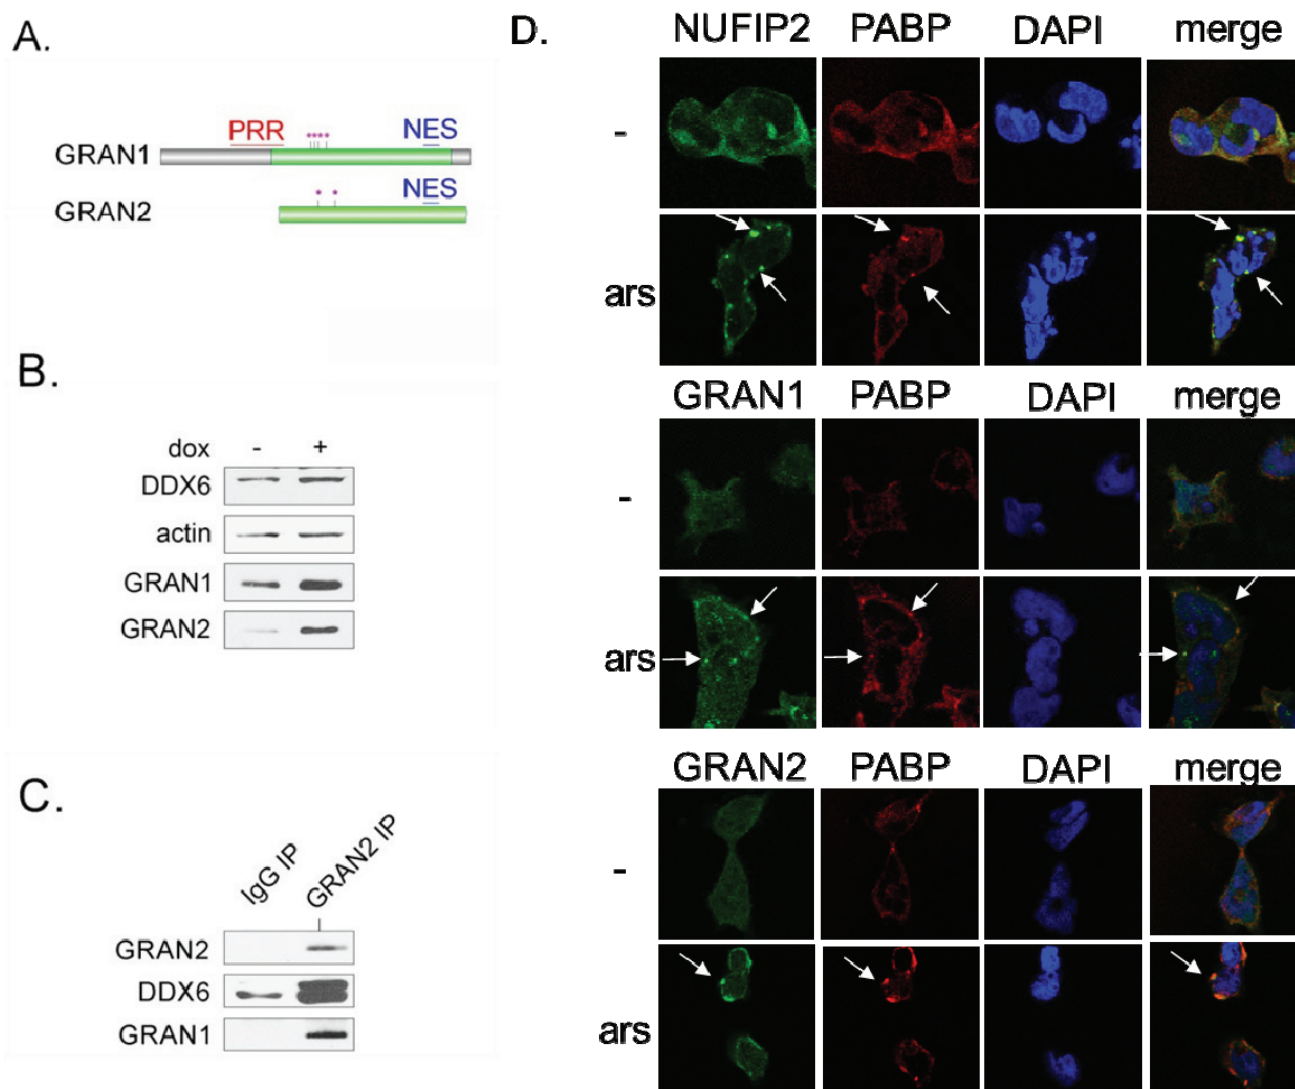 A.
PRR ***** NES
GRAN1
* * NES
GRAN2
B.
dox - +
DDX6
actin
GRAN1
GRAN2
C.
IgG IP GRAN2 IP
GRAN2
DDX6
GRAN1
D.
NUFIP2 PABP DAPI merge
-
ars
GRAN1 PABP DAPI merge
-
ars
GRAN2 PABP DAPI merge
-
ars